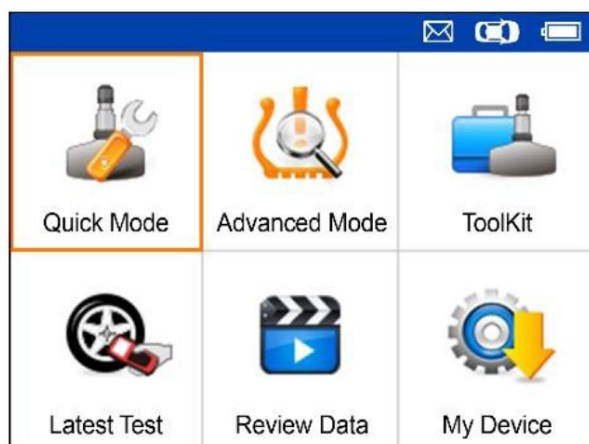 Quick Mode
Advanced Mode
ToolKit
Latest Test
Review Data
My Device